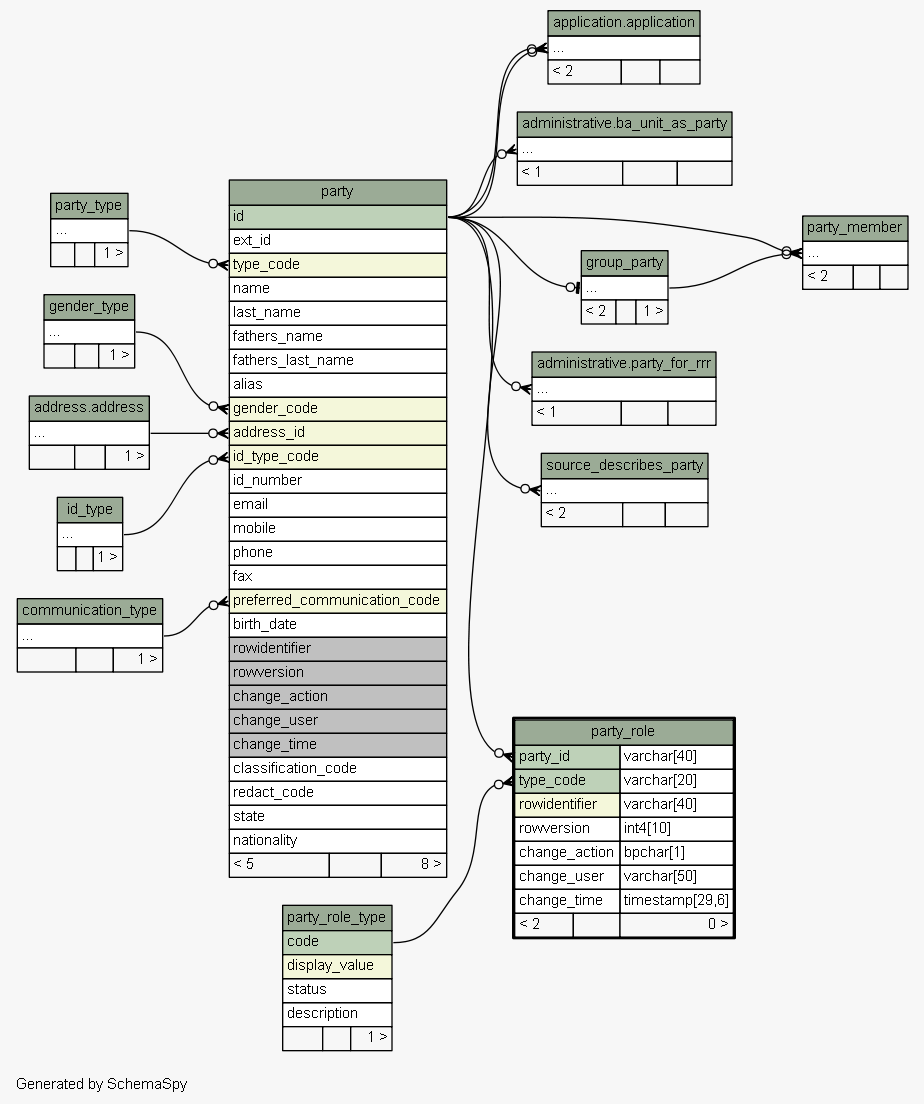 application.application
...
< 2
administrative.ba_unit_as_party
...
< 1
party_type
...
1 >
gender_type
...
1 >
address.address
...
1 >
id_type
...
1 >
communication_type
...
1 >
party
id
ext_id
type_code
name
last_name
fathers_name
fathers_last_name
alias
gender_code
address_id
id_type_code
id_number
email
mobile
phone
fax
preferred_communication_code
birth_date
rowidentifier
rowversion
change_action
change_user
change_time
classification_code
redact_code
state
nationality
< 5 8 >
party_member
...
< 2
group_party
...
< 2 1 >
administrative.party_for_rrr
...
< 1
source_describes_party
...
< 2
party_role
party_id varchar[40]
type_code varchar[20]
rowidentifier varchar[40]
rowversion int4[10]
change_action bpchar[1]
change_user varchar[50]
change_time timestamp[29,6]
< 2 0 >
party_role_type
code
display_value
status
description
1 >
Generated by SchemaSpy